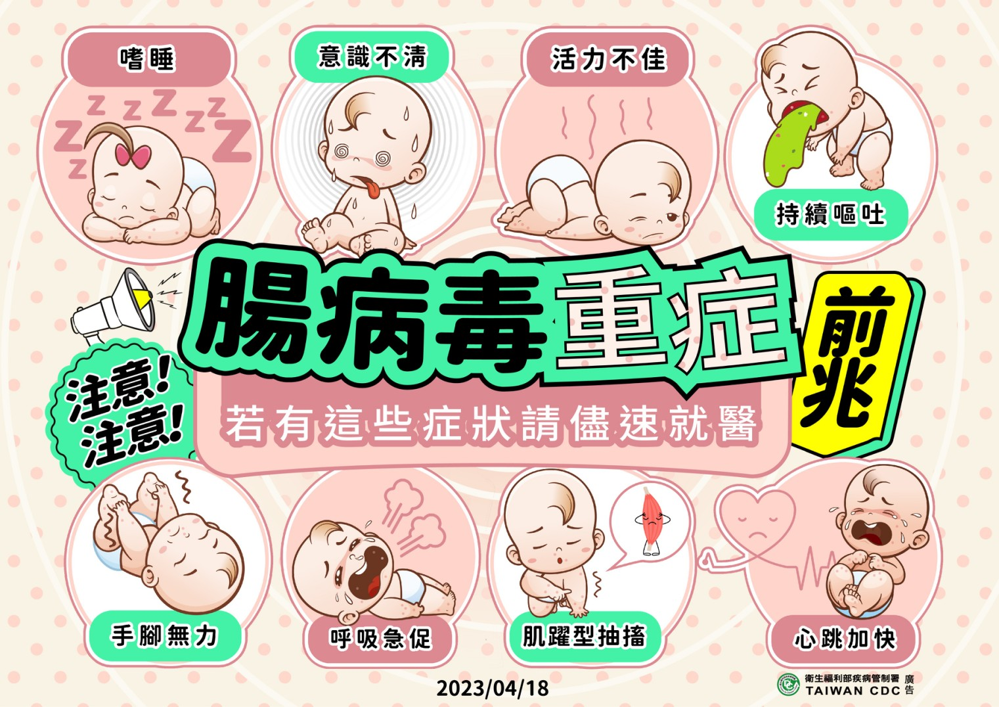 嗜睡
意識不清
活力不佳
持續嘔吐
腸病毒重症
前兆
注意!
注意!
若有這些症狀請儘速就醫
手腳無力
呼吸急促
肌躍型抽搐
心跳加快
2023/04/18
衛生福利部疾病管制署
TAIWAN CDC
廣告